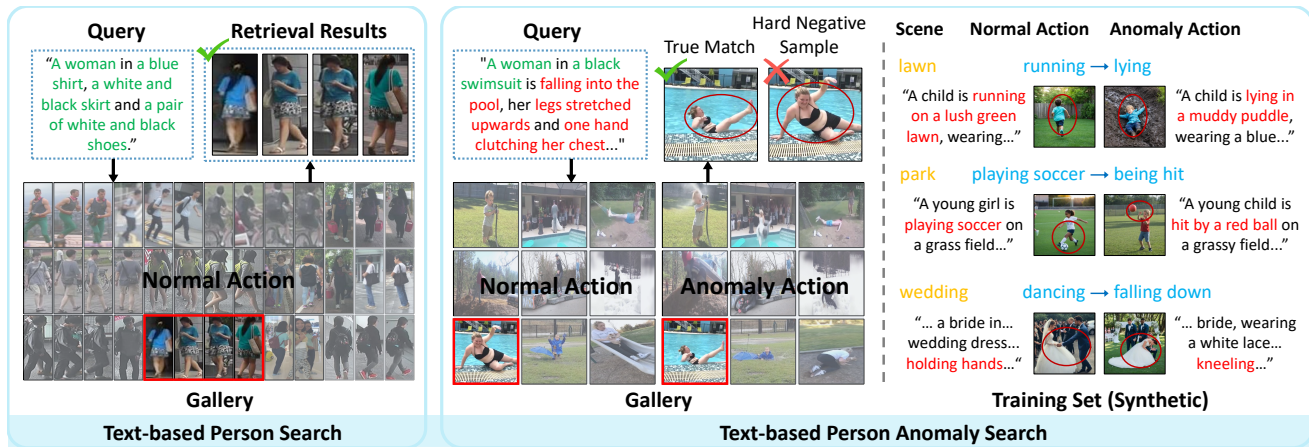 Query
Retrieval Results
“A woman in a blue
shirt, a white and
black skirt and a pair
of white and black
shoes.”
Normal Action
Gallery
Text-based Person Search
Query
True Match
Hard Negative
Sample
"A woman in a black
swimsuit is falling into the
pool, her legs stretched
upwards and one hand
clutching her chest..."
Normal Action
Anomaly Action
Gallery
Scene
Normal Action
Anomaly Action
lawn
running → lying
“A child is running
on a lush green
lawn, wearing...”
“A child is lying in
a muddy puddle,
wearing a blue...”
park
playing soccer → being hit
“A young girl is
playing soccer on
a grass field...”
“A young child is
hit by a red ball on
a grassy field...”
wedding
dancing → falling down
“... a bride in...
wedding dress...
holding hands...“
“... bride, wearing
a white lace...
kneeling...”
Training Set (Synthetic)
Text-based Person Anomaly Search